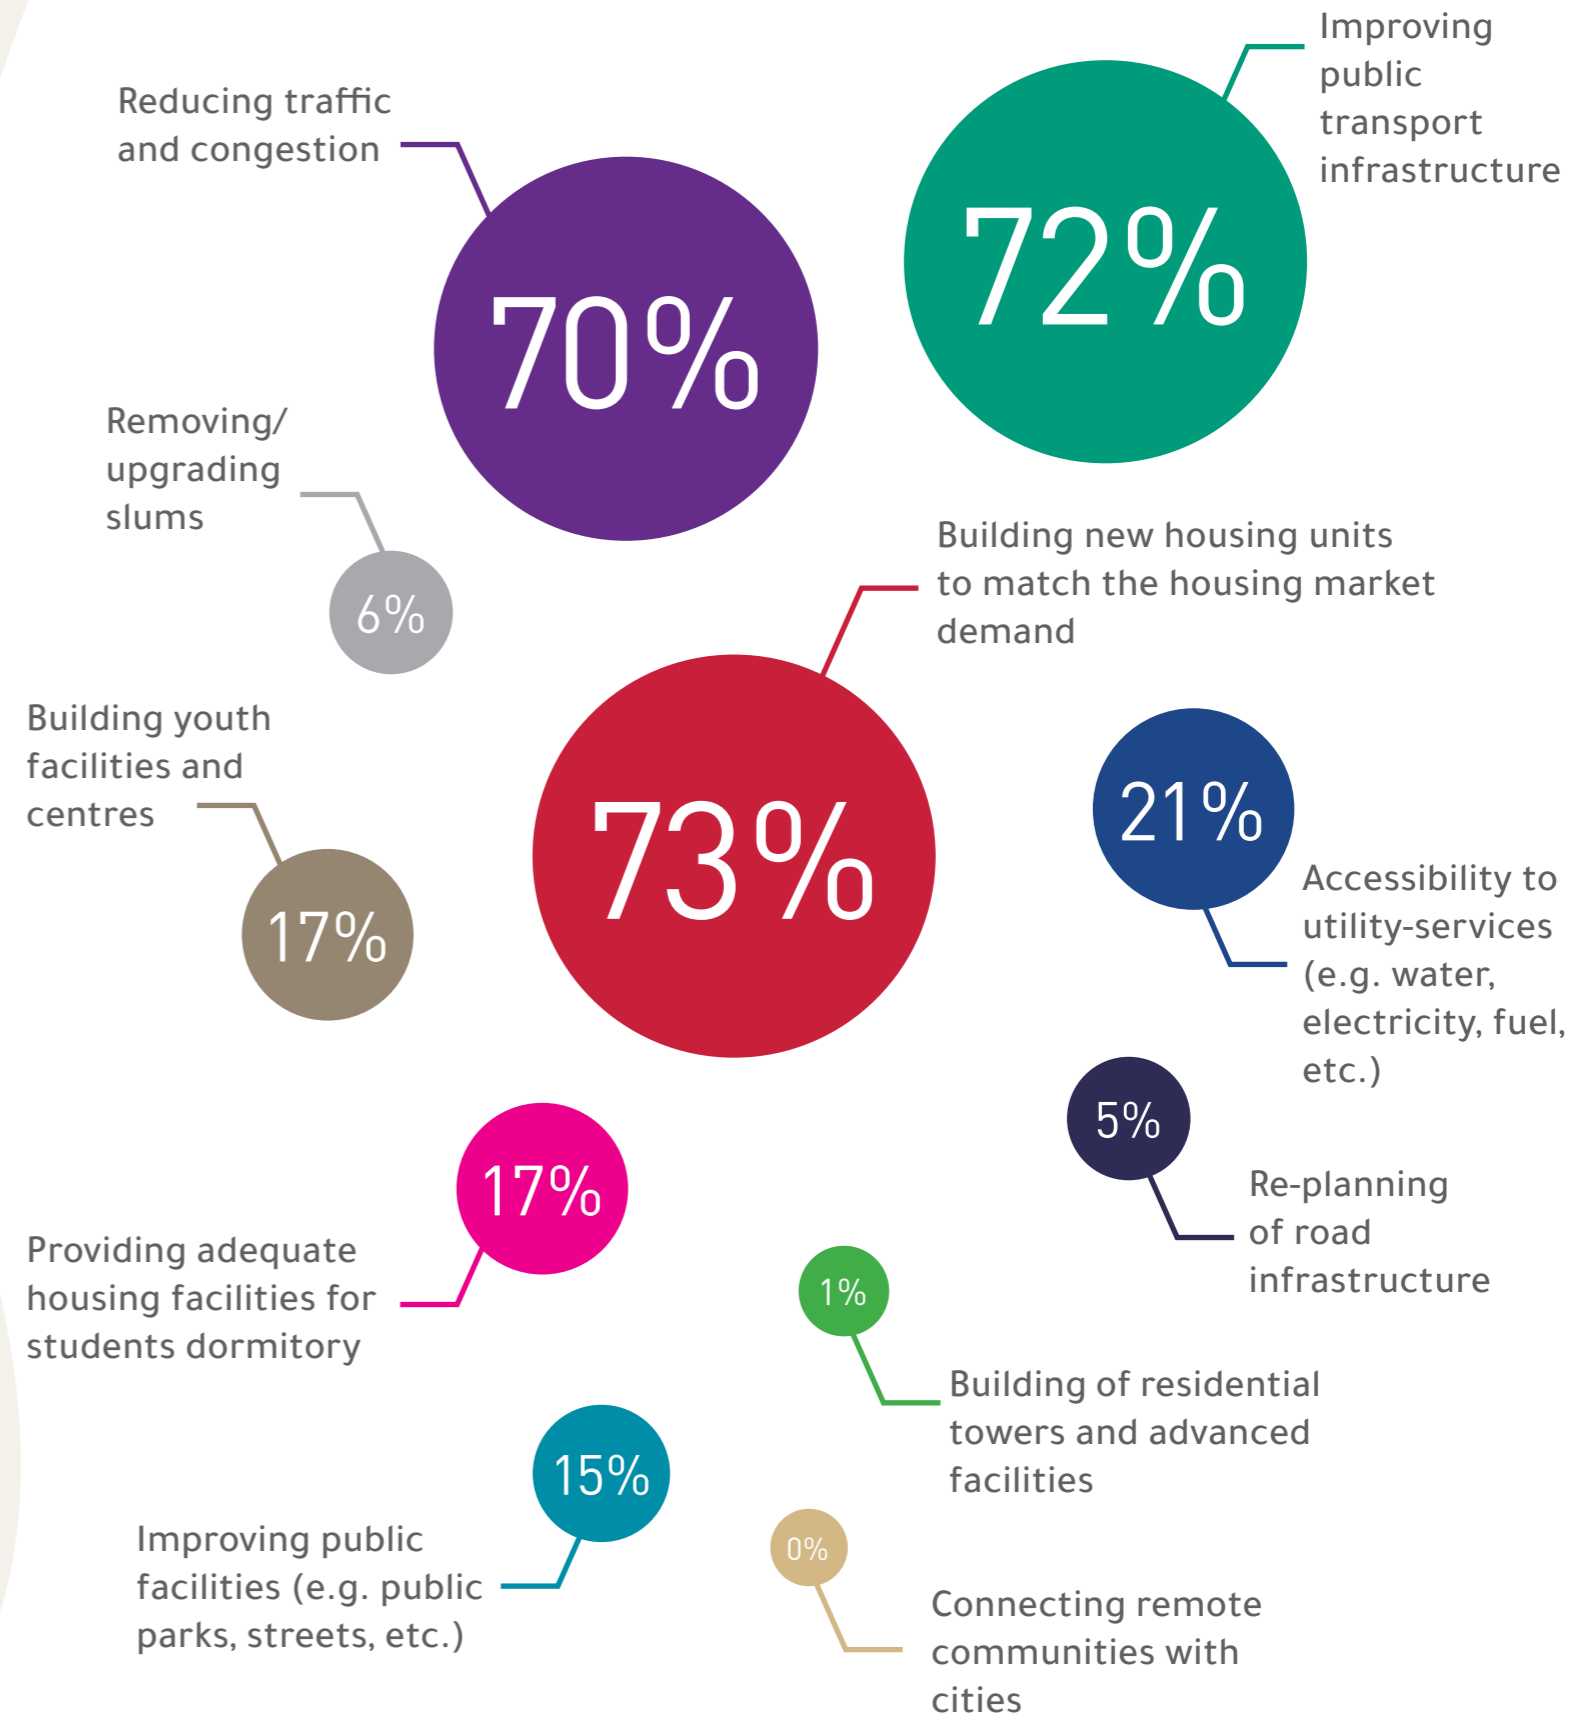 Improving
public
transport
infrastructure
72%
Reducing traffic
and congestion
70%
Removing/
upgrading
slums
6%
Building new housing units
to match the housing market
demand
73%
Building youth
facilities and
centres
17%
21%
Accessibility to
utility-services
(e.g. water,
electricity, fuel,
etc.)
5%
Re-planning
of road
infrastructure
17%
Providing adequate
housing facilities for
students dormitory
1%
Building of residential
towers and advanced
facilities
15%
Improving public
facilities (e.g. public
parks, streets, etc.)
0%
Connecting remote
communities with
cities